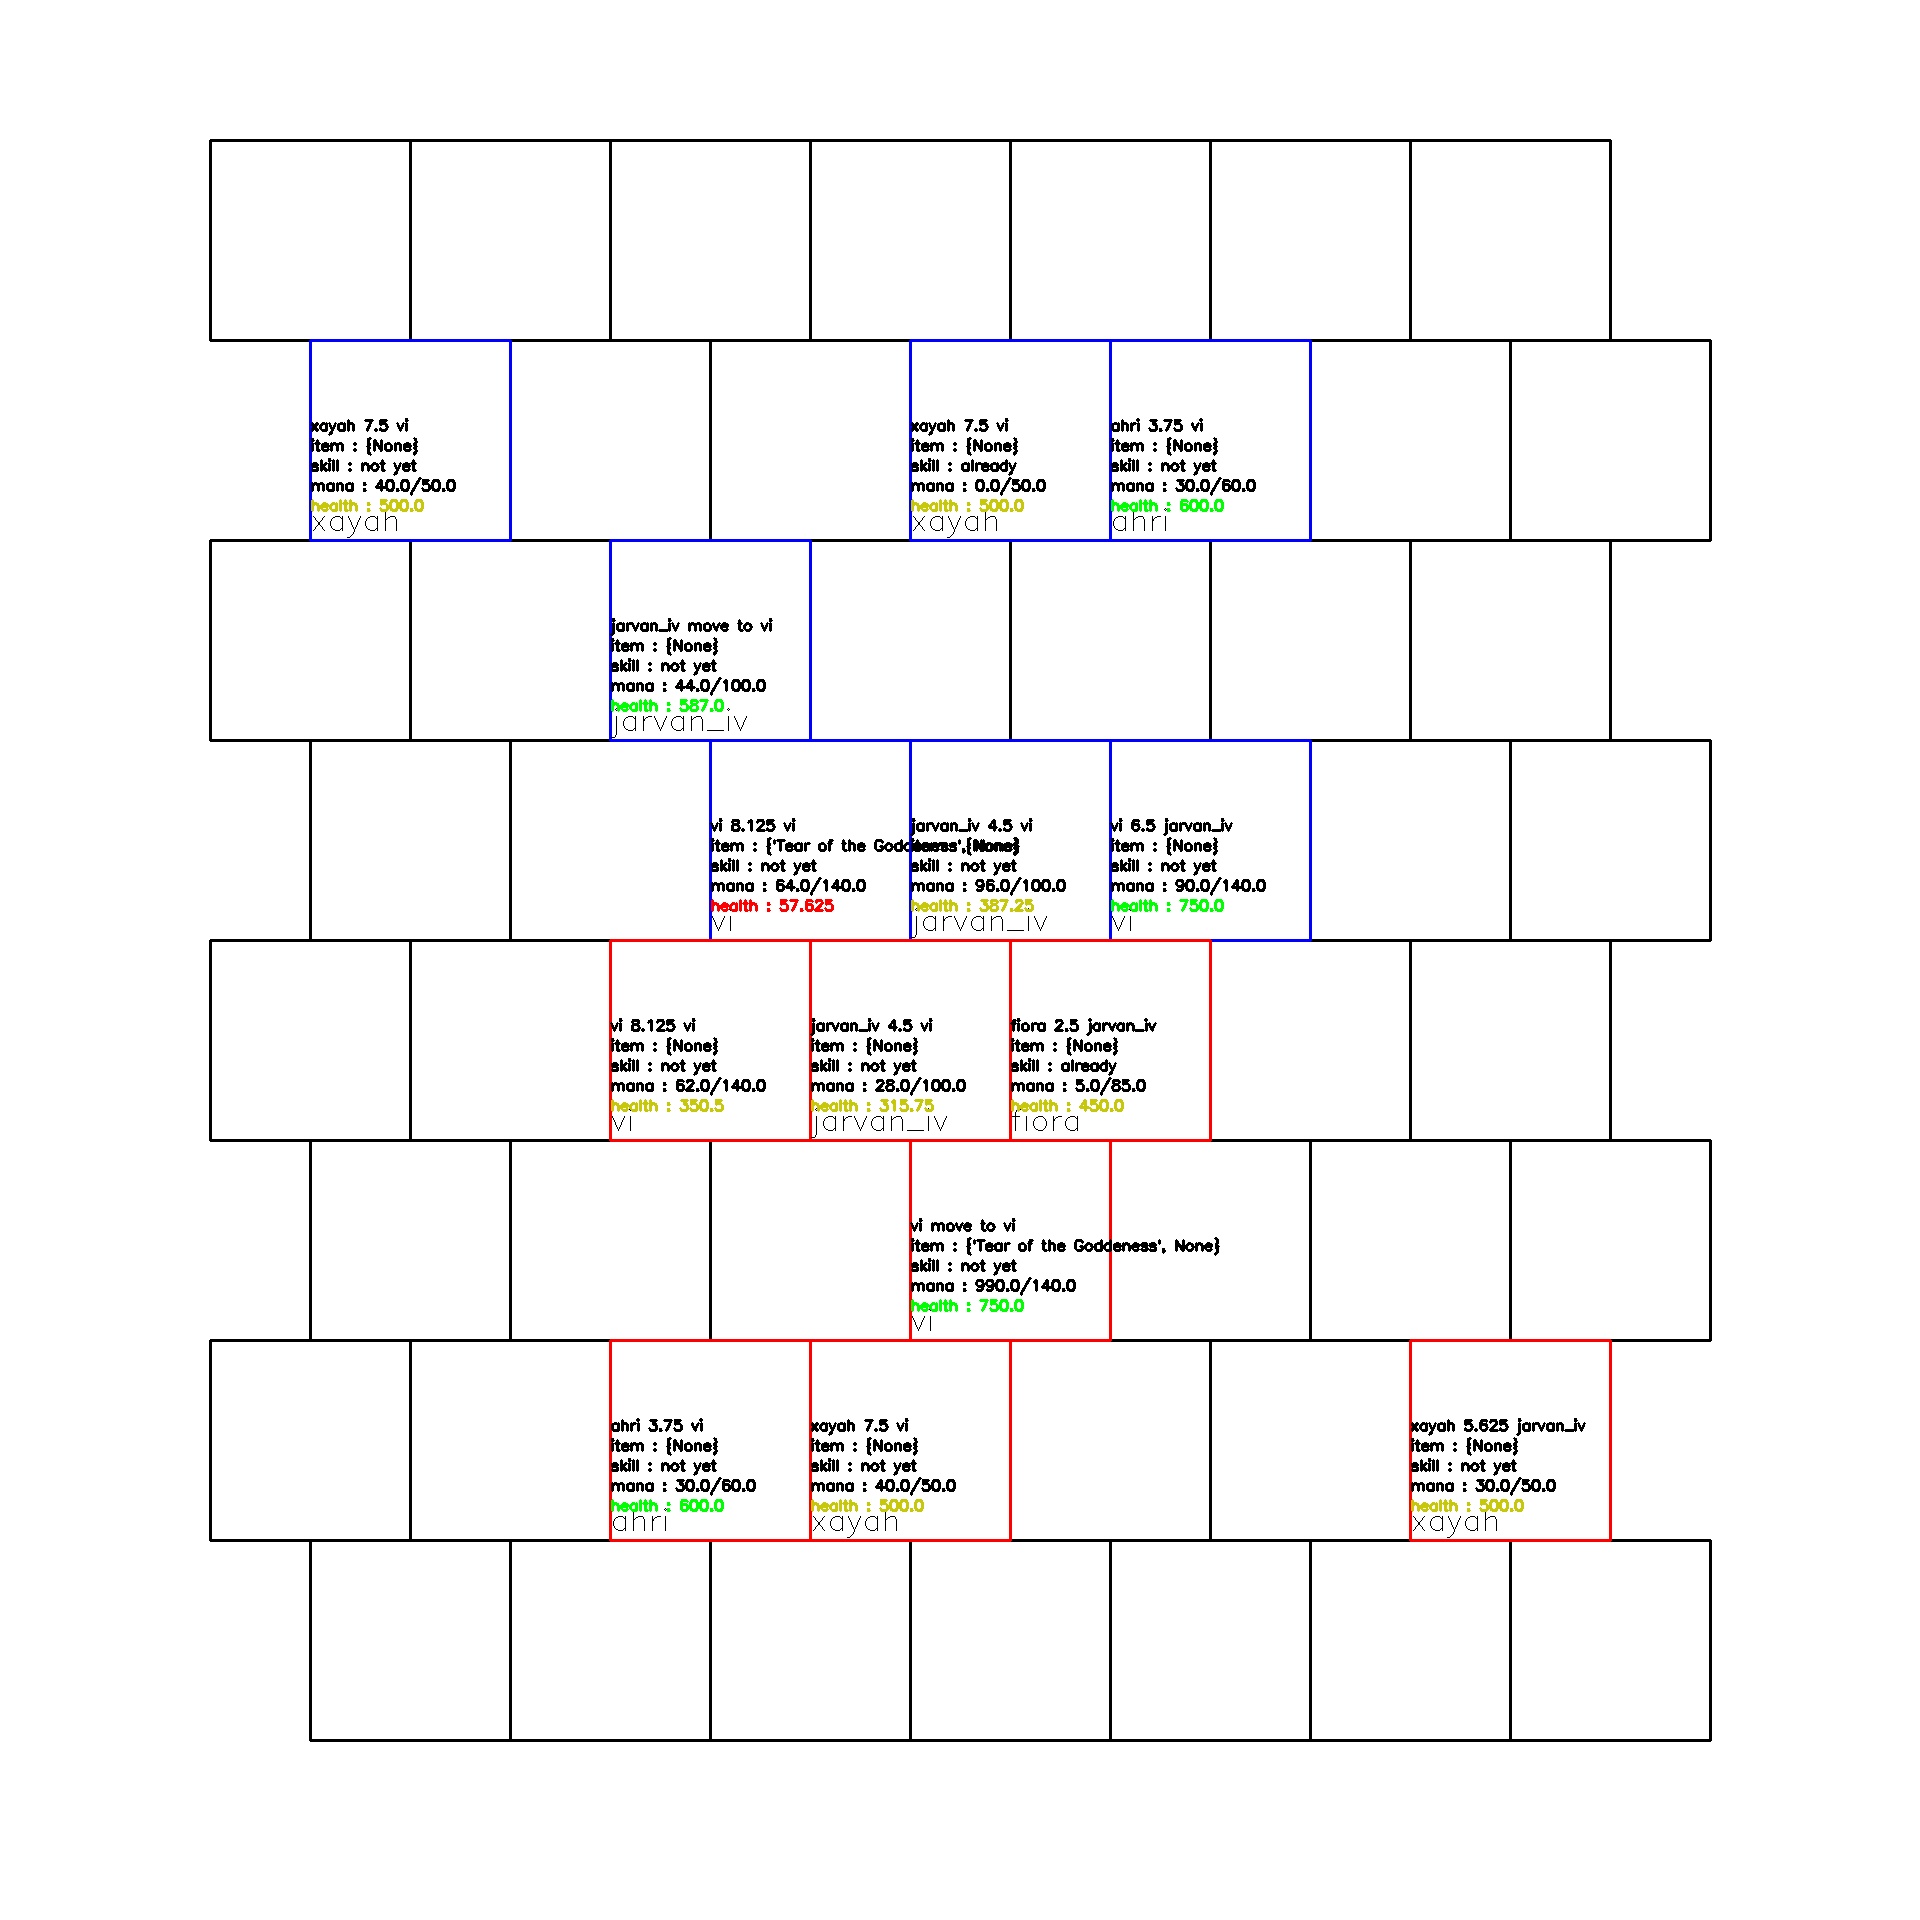 xayah 7.5 vi
item : {None}
skill : not yet
mana : 40.0/50.0
health : 500.0
xayah
xayah 7.5 vi
item : {None}
skill : already
mana : 0.0/50.0
health : 500.0
xayah
ahri 3.75 vi
item : {None}
skill : not yet
mana : 30.0/60.0
health : 600.0
ahri
jarvan_iv move to vi
item : {None}
skill : not yet
mana : 44.0/100.0
health : 587.0
jarvan_iv
vi 8.125 vi
item : {'Tear of the Goddeness', None}
skill : not yet
mana : 64.0/140.0
health : 57.625
vi
jarvan_iv 4.5 vi
item : {None}
skill : not yet
mana : 96.0/100.0
health : 387.25
jarvan_iv
vi 6.5 jarvan_iv
item : {None}
skill : not yet
mana : 90.0/140.0
health : 750.0
vi
vi 8.125 vi
item : {None}
skill : not yet
mana : 62.0/140.0
health : 350.5
vi
jarvan_iv 4.5 vi
item : {None}
skill : not yet
mana : 28.0/100.0
health : 315.75
jarvan_iv
fiora 2.5 jarvan_iv
item : {None}
skill : already
mana : 5.0/85.0
health : 450.0
fiora
vi move to vi
item : {'Tear of the Goddeness', None}
skill : not yet
mana : 990.0/140.0
health : 750.0
vi
ahri 3.75 vi
item : {None}
skill : not yet
mana : 30.0/60.0
health : 600.0
ahri
xayah 7.5 vi
item : {None}
skill : not yet
mana : 40.0/50.0
health : 500.0
xayah
xayah 5.625 jarvan_iv
item : {None}
skill : not yet
mana : 30.0/50.0
health : 500.0
xayah